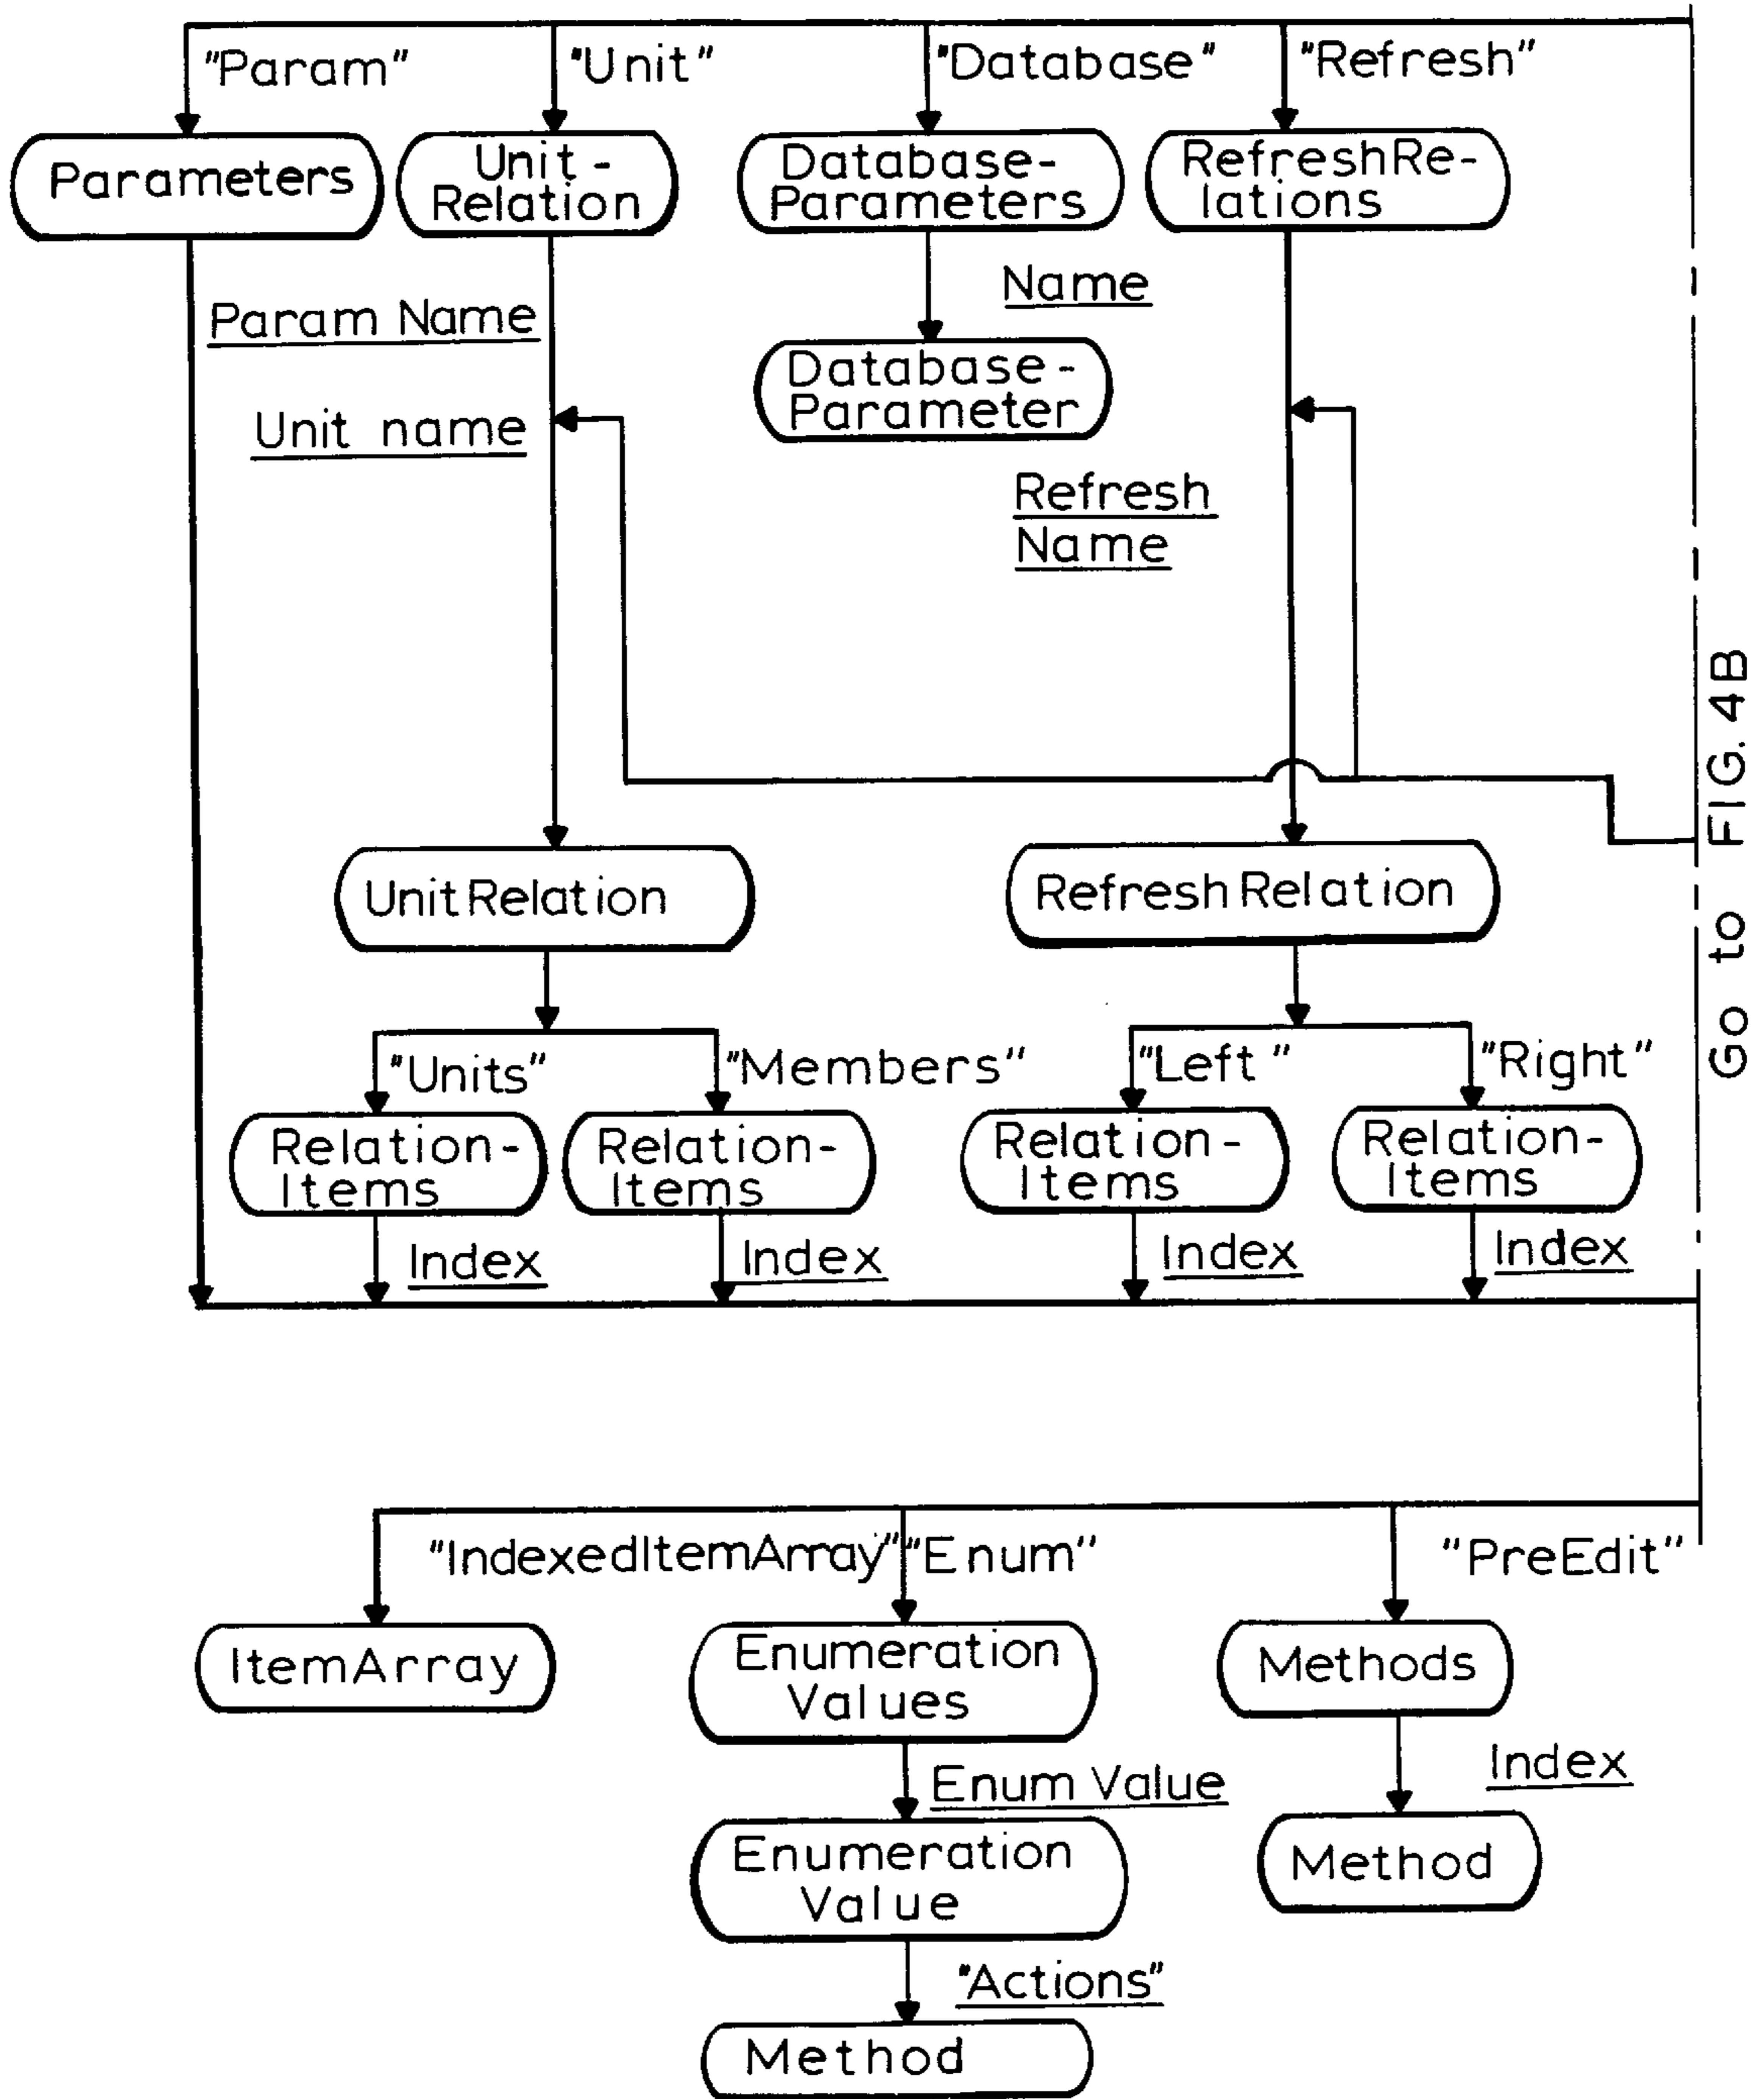 "Param" "Unit" "Database" "Refresh"
Parameters
Unit-
Relation
Database-
Parameters
RefreshRe-
lations
Name
Param Name
Database-
Parameter
Unit name
Refresh
Name
Go to FIG. 4B
UnitRelation
RefreshRelation
"Units" "Members" "Left" "Right"
Relation-
Items
Relation-
Items
Relation-
Items
Relation-
Items
Index Index Index Index
"IndexedItemArray" "Enum" "PreEdit"
ItemArray
Enumeration
Values
Methods
Enum Value
Index
Enumeration
Value
Method
"Actions"
Method